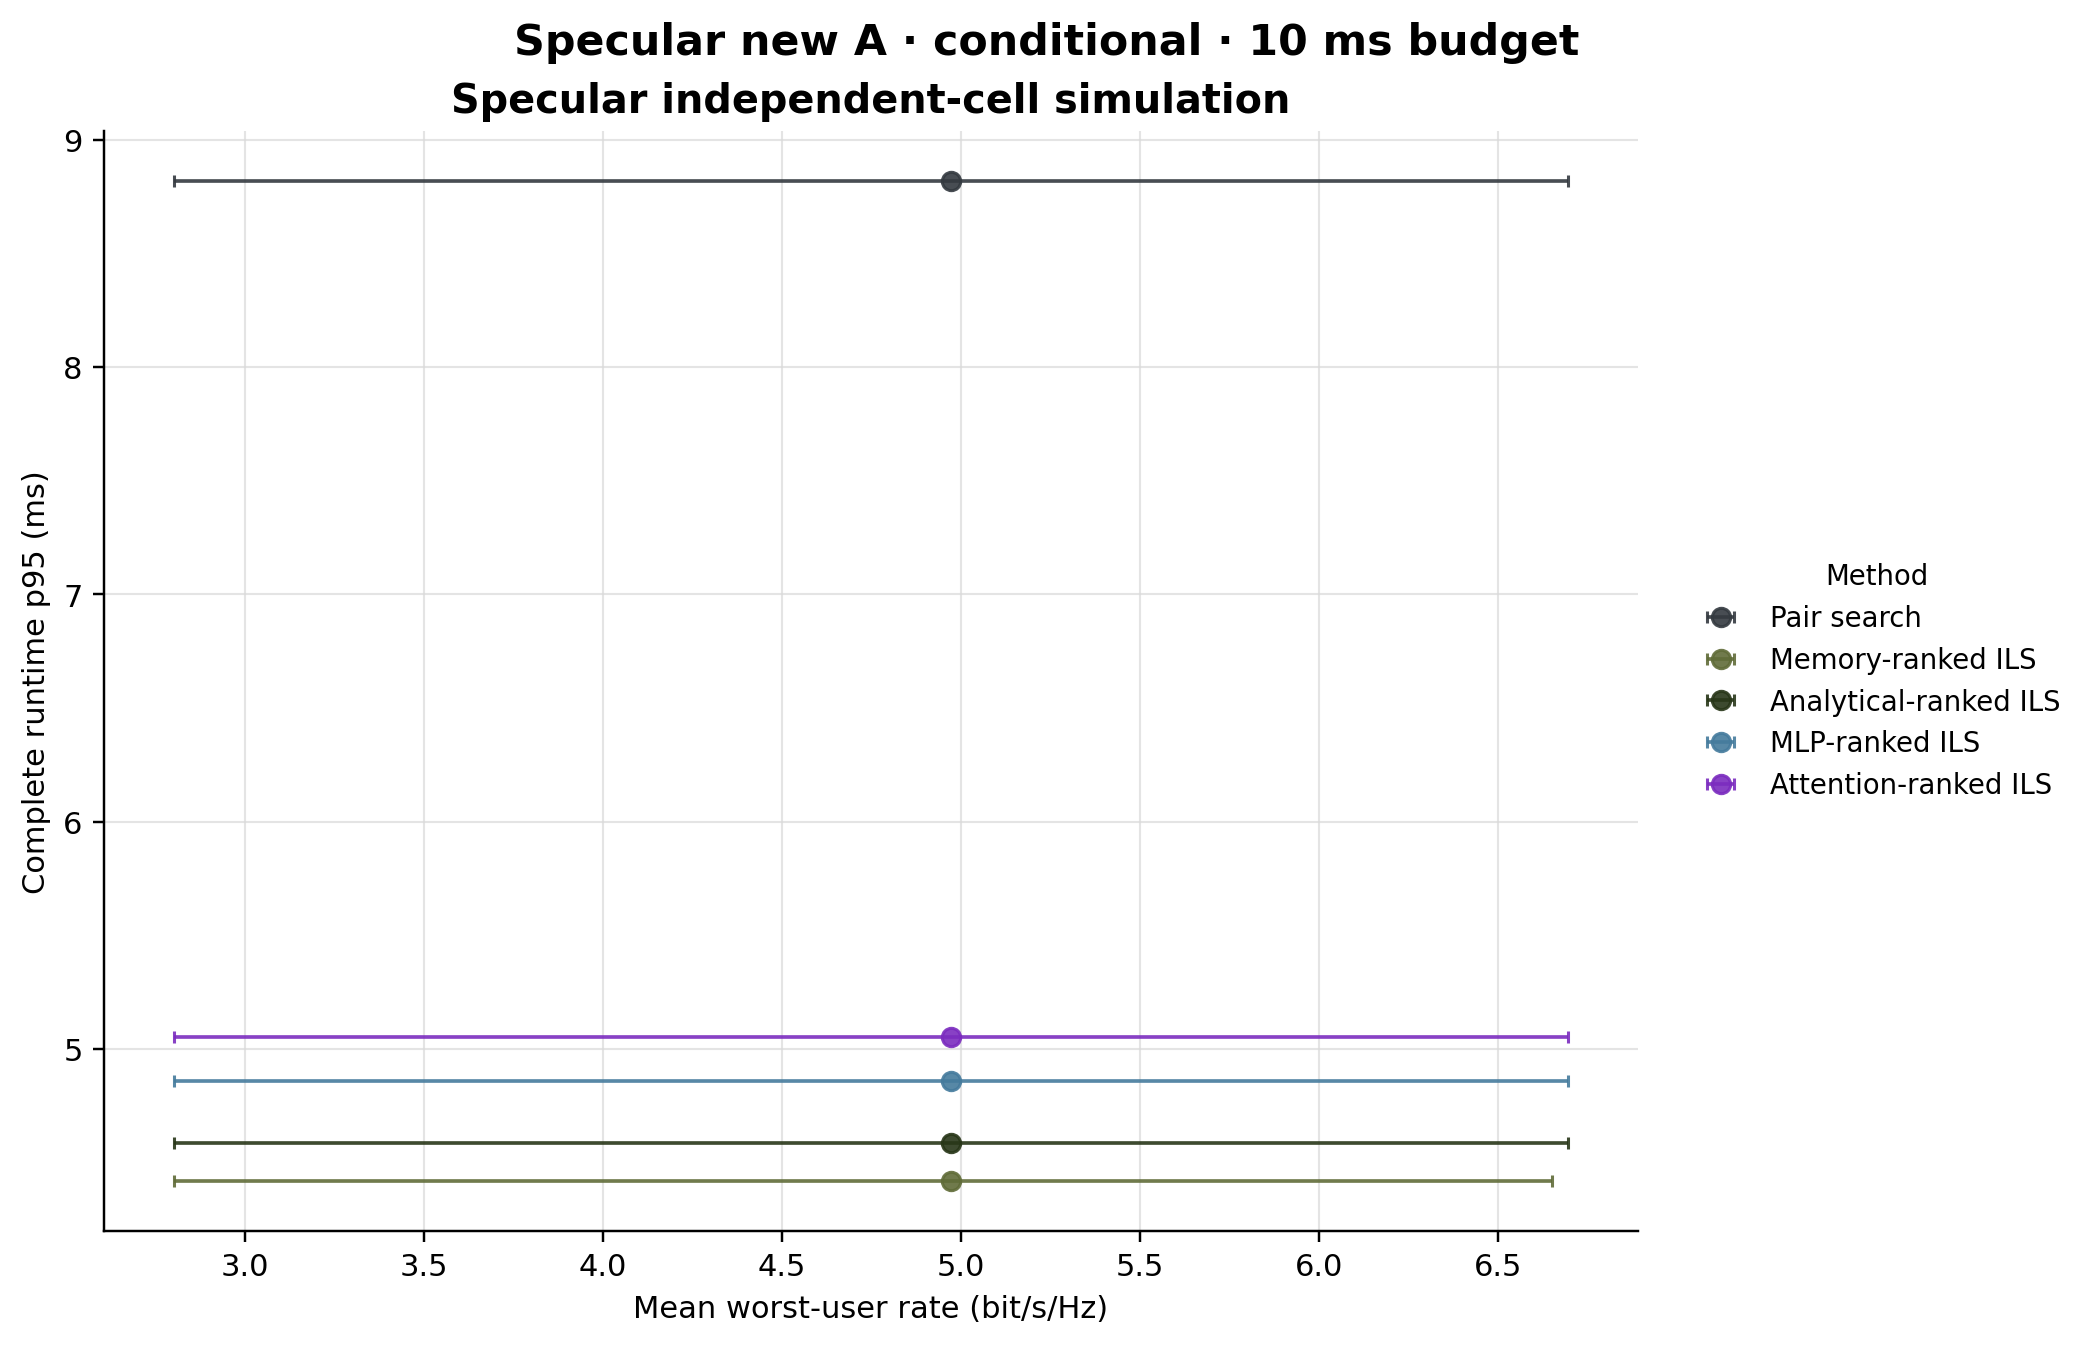 Specular new A · conditional · 10 ms budget
Specular independent-cell simulation
9
8
7
6
5
Complete runtime p95 (ms)
3.0 3.5 4.0 4.5 5.0 5.5 6.0 6.5
Mean worst-user rate (bit/s/Hz)
Method
Pair search
Memory-ranked ILS
Analytical-ranked ILS
MLP-ranked ILS
Attention-ranked ILS